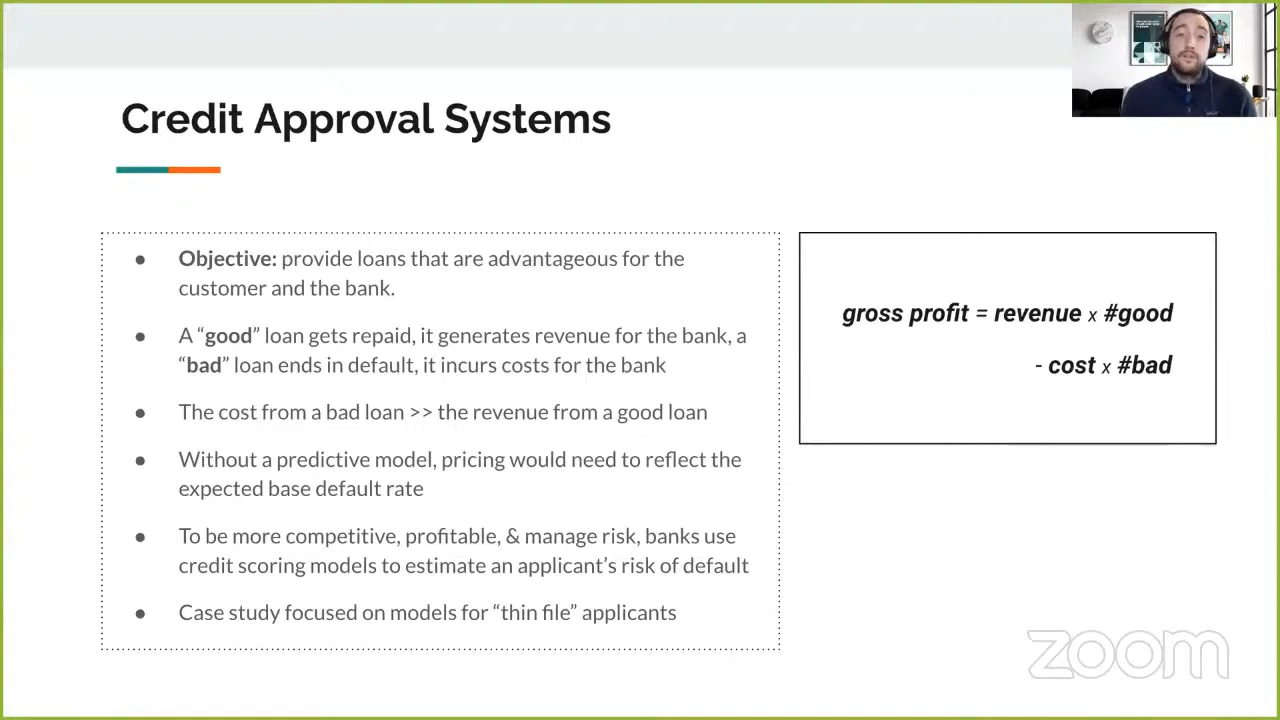 Credit Approval Systems
● Objective: provide loans that are advantageous for the
customer and the bank.
● A “good” loan gets repaid, it generates revenue for the bank, a
“bad” loan ends in default, it incurs costs for the bank
● The cost from a bad loan >> the revenue from a good loan
● Without a predictive model, pricing would need to reflect the
expected base default rate
● To be more competitive, profitable, & manage risk, banks use
credit scoring models to estimate an applicant’s risk of default
● Case study focused on models for “thin file” applicants
gross profit = revenue x #good
- cost x #bad
zoom